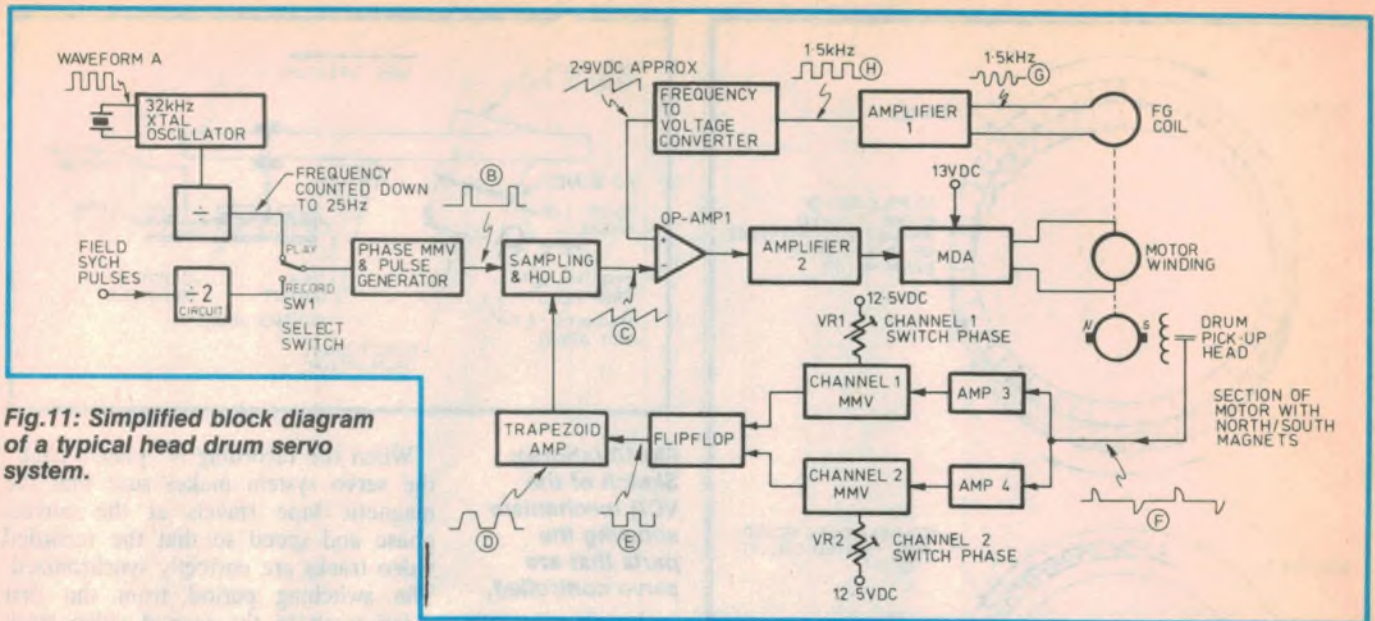 WAVEFORM A
32kHz
XTAL
OSCILLATOR
÷
FREQUENCY
COUNTED DOWN
TO 25Hz
FIELD
SYCH
PULSES
÷2
CIRCUIT
PLAY
RECORD
SW1
SELECT
SWITCH
PHASE MMV
& PULSE
GENERATOR
B
SAMPLING
& HOLD
C
2·9VDC APPROX
FREQUENCY
TO
VOLTAGE
CONVERTER
1·5kHz
H
AMPLIFIER
1
1·5kHz
G
FG
COIL
OP-AMP1
+
-
AMPLIFIER
2
13VDC
MDA
MOTOR
WINDING
N
S
DRUM
PICK-UP
HEAD
SECTION OF
MOTOR WITH
NORTH/SOUTH
MAGNETS
12·5VDC
VR1
CHANNEL 1
SWITCH PHASE
CHANNEL 1
MMV
AMP 3
CHANNEL 2
MMV
AMP 4
F
VR2
CHANNEL 2
SWITCH PHASE
12·5VDC
FLIPFLOP
E
TRAPEZOID
AMP
D
Fig.11: Simplified block diagram
of a typical head drum servo
system.